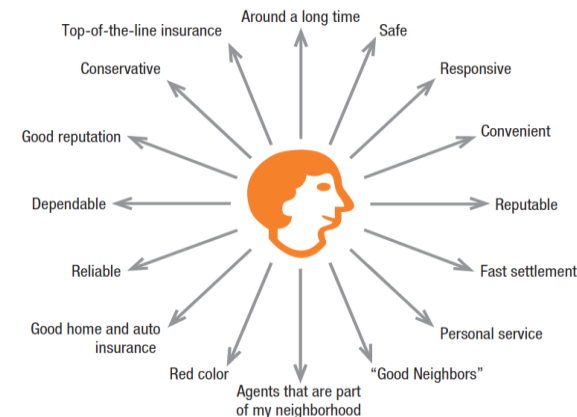 Around a long time
Top-of-the-line insurance
Safe
Conservative
Responsive
Good reputation
Convenient
Dependable
Reputable
Reliable
Fast settlement
Good home and auto
insurance
Personal service
Red color
“Good Neighbors”
Agents that are part
of my neighborhood